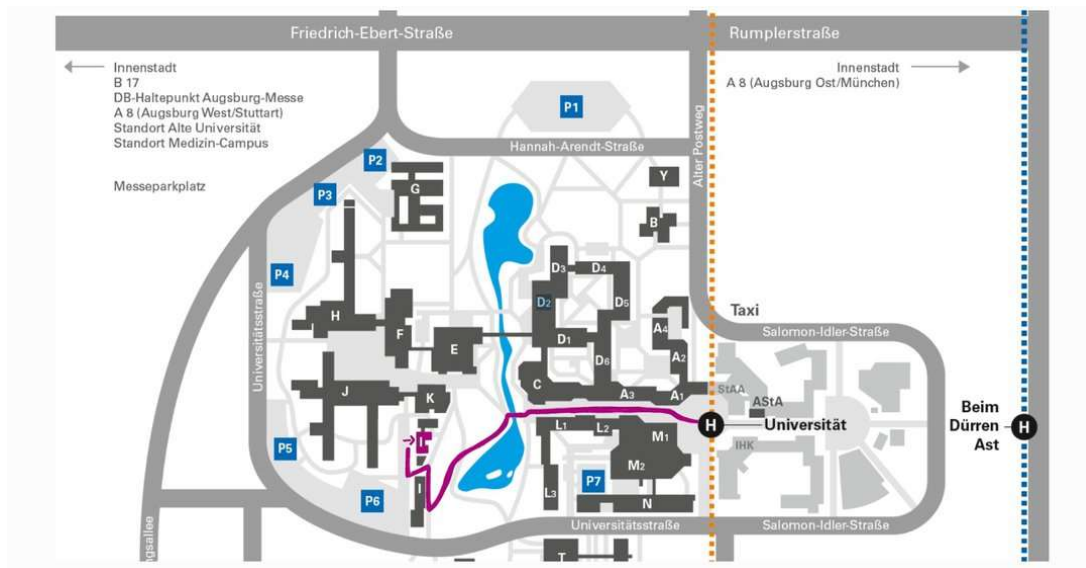 Friedrich-Ebert-Straße
Rumplerstraße
Innenstadt
B 17
DB-Haltepunkt Augsburg-Messe
A 8 (Augsburg West/Stuttart)
Standort Alte Universität
Standort Medizin-Campus
Messeparkplatz
Innenstadt
A 8 (Augsburg Ost/München)
P1
Hannah-Arendt-Straße
Alter Postweg
P2
G
Y
P3
B
P4
D3
D4
D2
D5
Taxi
H
F
E
D1
A4
Salomon-Idler-Straße
Universitätsstraße
D6
A2
J
K
C
A3
A1
StAA
AStA
L1
L2
M1
H
Universität
Beim
Dürren
Ast
H
IHK
P5
M2
P7
I
L3
P6
N
Universitätsstraße
Salomon-Idler-Straße
T